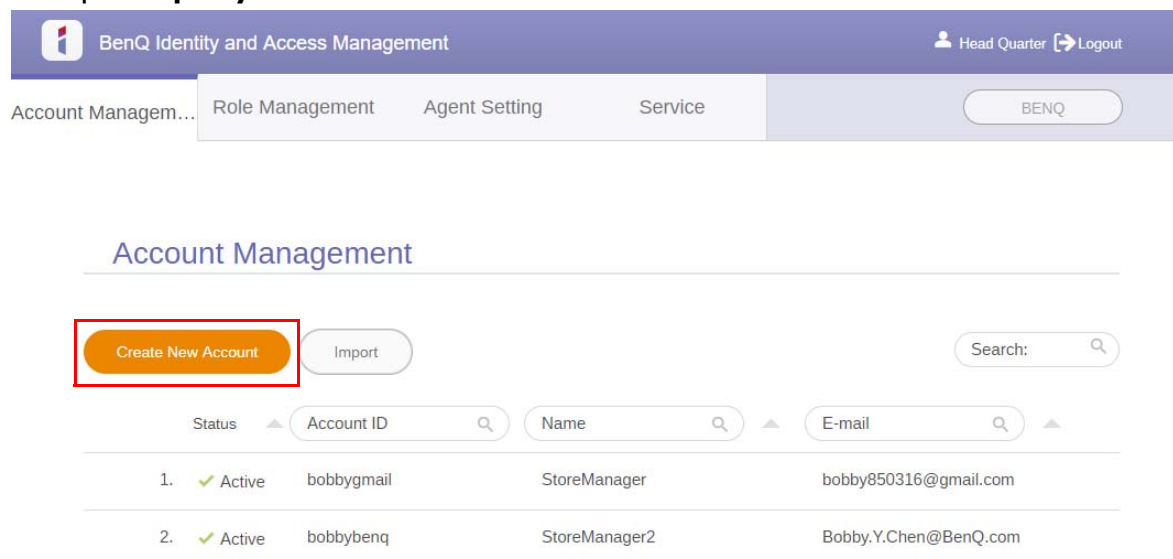 BenQ Identity and Access Management Head Quarter Logout
Account Managem… Role Management Agent Setting Service BENQ
Account Management
Create New Account Import Search:
Status Account ID Name E-mail
1. Active bobbygmail StoreManager bobby850316@gmail.com
2. Active bobbybenq StoreManager2 Bobby.Y.Chen@BenQ.com